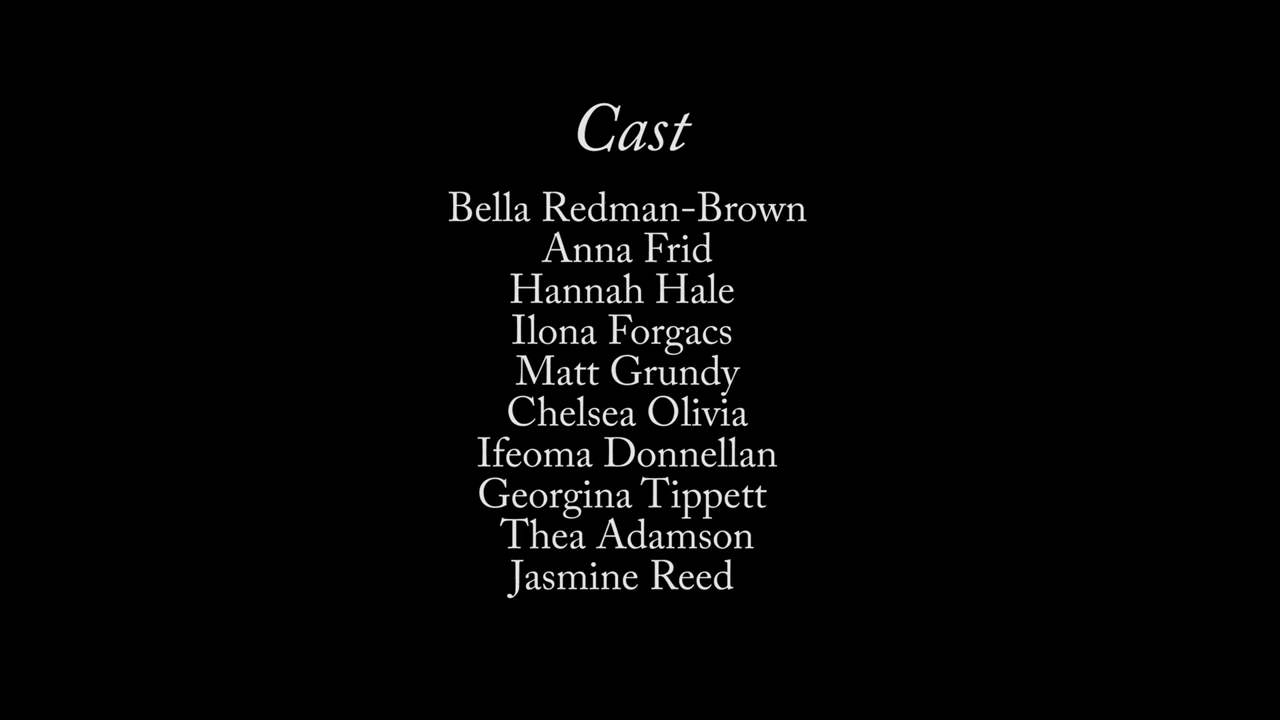 Cast
Bella Redman-Brown
Anna Frid
Hannah Hale
Ilona Forgacs
Matt Grundy
Chelsea Olivia
Ifeoma Donnellan
Georgina Tippett
Thea Adamson
Jasmine Reed